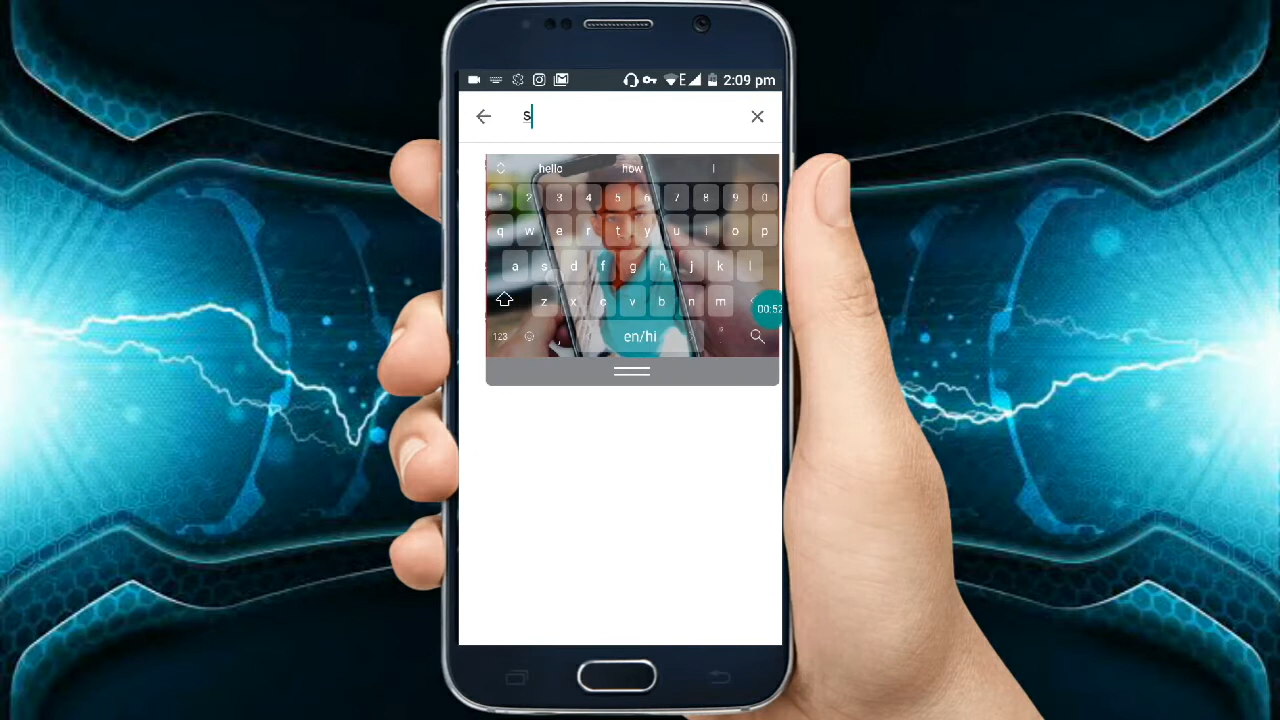 E 2:09 pm
s
hello how I
1 2 3 4 5 6 7 8 9 0
q w e r t y u i o p
a s d f g h j k l
z x c v b n m
00:52
123 , en/hi